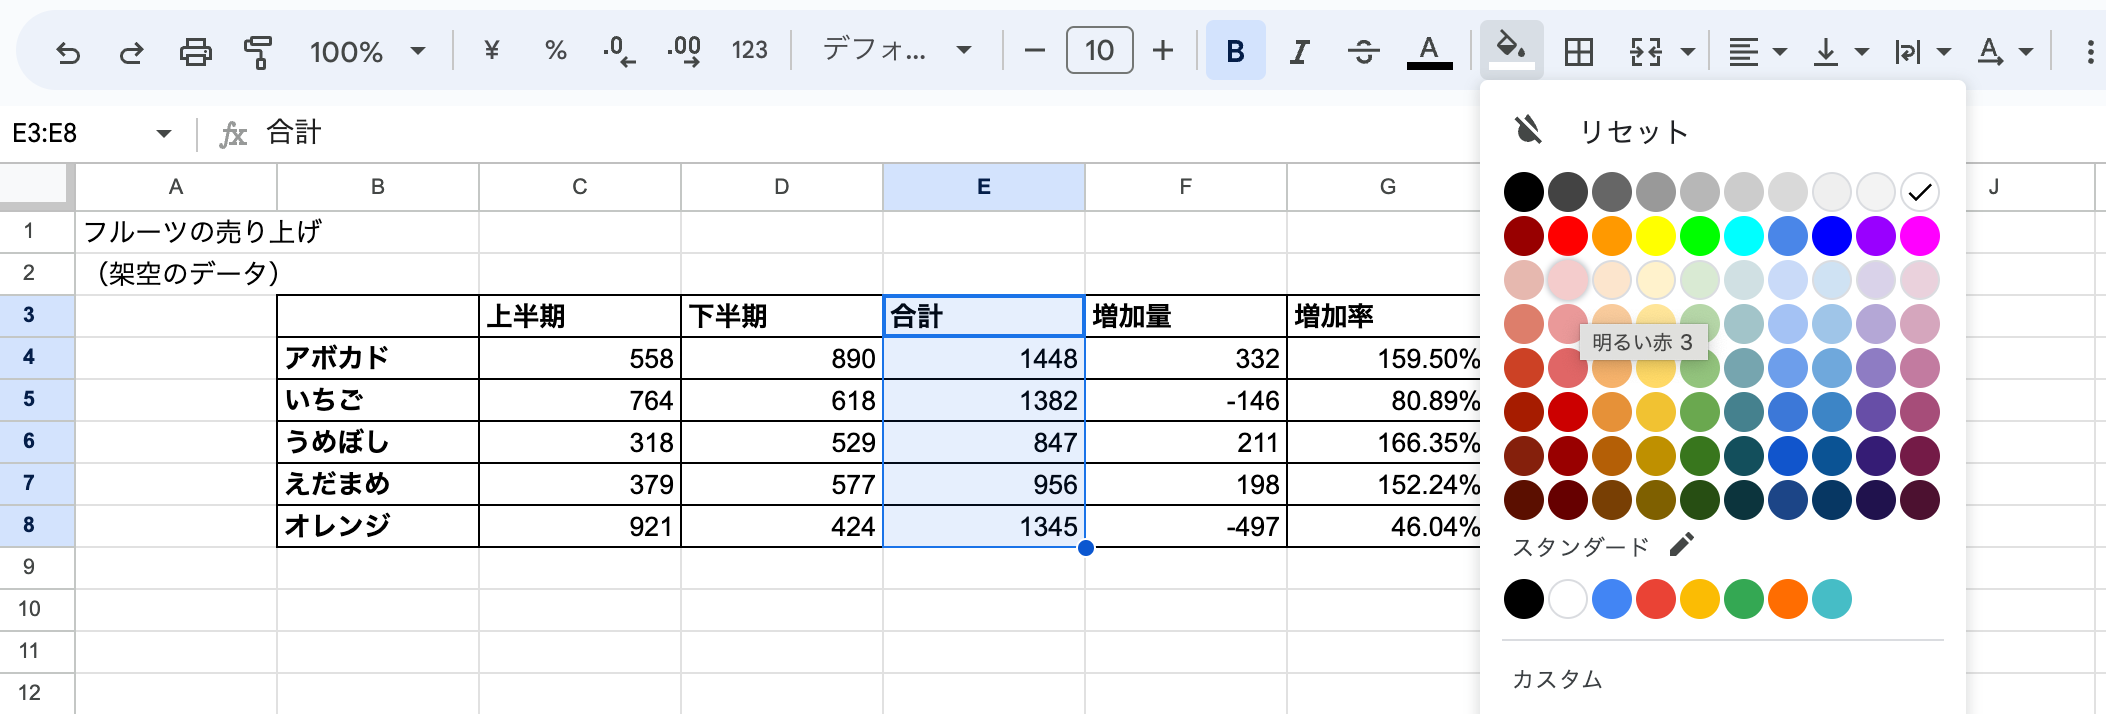 100% ¥ % .0 .00 123 デフォ... 10 B I S A A
E3:E8 fx 合計
リセット
A B C D E F G J
1 フルーツの売り上げ
2 （架空のデータ）
3 上半期 下半期 合計 増加量 増加率
4 アボカド 558 890 1448 332 159.50%
明るい赤 3
5 いちご 764 618 1382 -146 80.89%
6 うめぼし 318 529 847 211 166.35%
7 えだまめ 379 577 956 198 152.24%
8 オレンジ 921 424 1345 -497 46.04%
スタンダード
9
10
11
カスタム
12